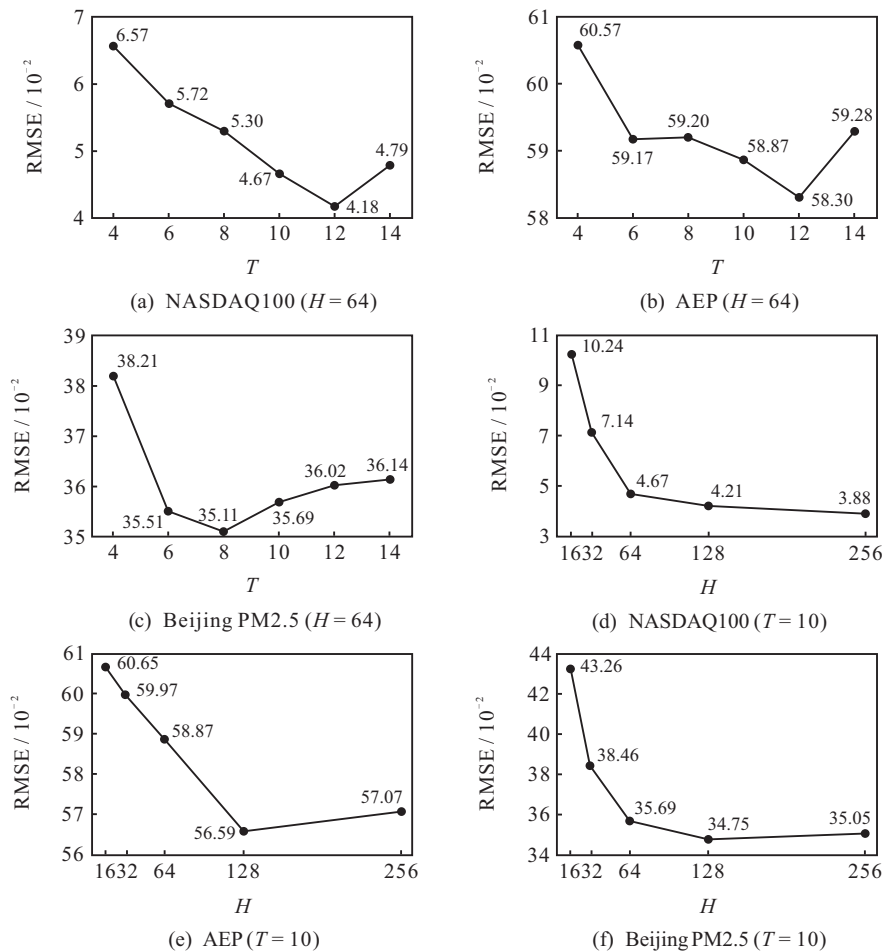 7
6.57
6
5.72
5.30
5
4.67
4.79
4.18
4
RMSE / 10⁻²
4 6 8 10 12 14
T
(a) NASDAQ100 (H = 64)
61
60.57
60
59.20
59.28
59.17
59
58.87
58.30
58
RMSE / 10⁻²
4 6 8 10 12 14
T
(b) AEP (H = 64)
39
38.21
38
36
36.02
36.14
36
35.51
35.11
35.69
35
RMSE / 10⁻²
4 6 8 10 12 14
T
(c) Beijing PM2.5 (H = 64)
11
10.24
9
7.14
7
4.67
4.21
3.88
5
3
RMSE / 10⁻²
16 32 64 128 256
H
(d) NASDAQ100 (T = 10)
61
60.65
60
59.97
59
58.87
58
57.07
57
56.59
56
RMSE / 10⁻²
16 32 64 128 256
H
(e) AEP (T = 10)
44
43.26
42
40
38.46
38
36
35.69
34.75
35.05
34
RMSE / 10⁻²
16 32 64 128 256
H
(f) Beijing PM2.5 (T = 10)